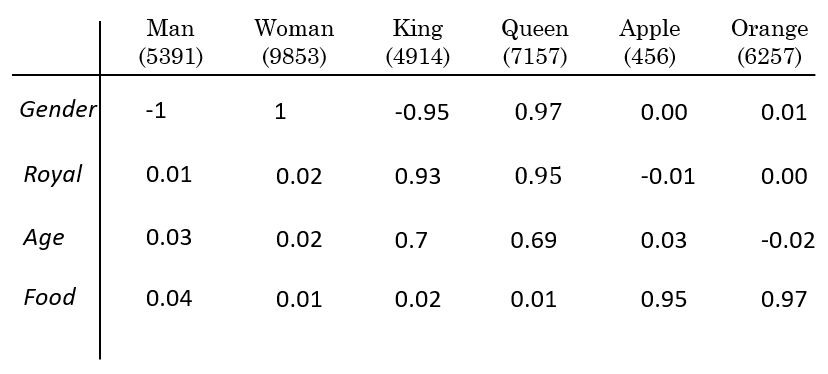 Man Woman King Queen Apple Orange
(5391) (9853) (4914) (7157) (456) (6257)
Gender -1 1 -0.95 0.97 0.00 0.01
Royal 0.01 0.02 0.93 0.95 -0.01 0.00
Age 0.03 0.02 0.7 0.69 0.03 -0.02
Food 0.04 0.01 0.02 0.01 0.95 0.97